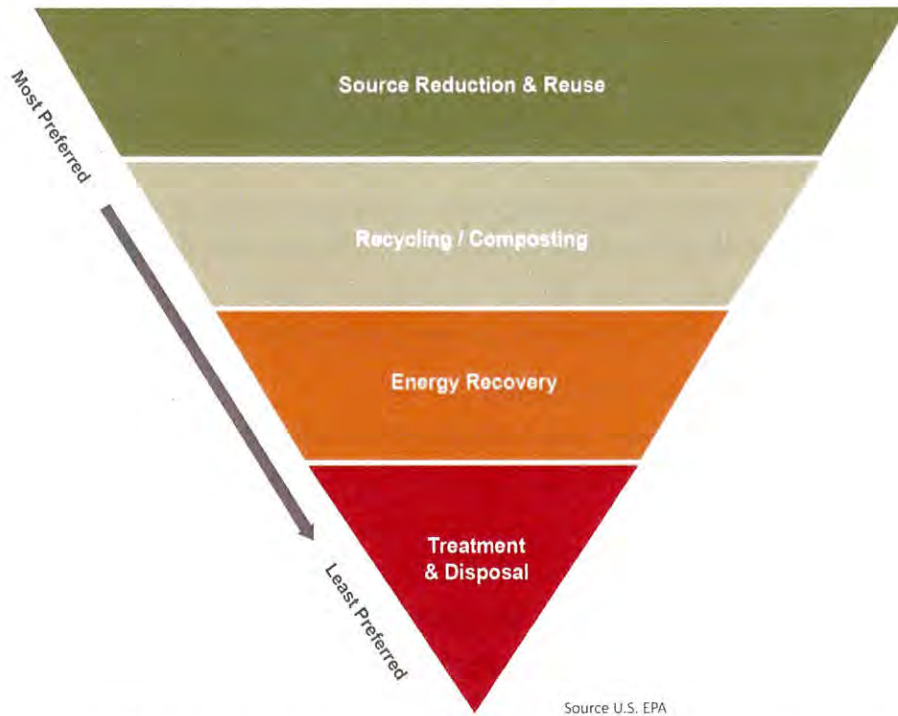 Most Preferred
Source Reduction & Reuse
Recycling / Composting
Energy Recovery
Treatment
& Disposal
Least Preferred
Source U.S. EPA